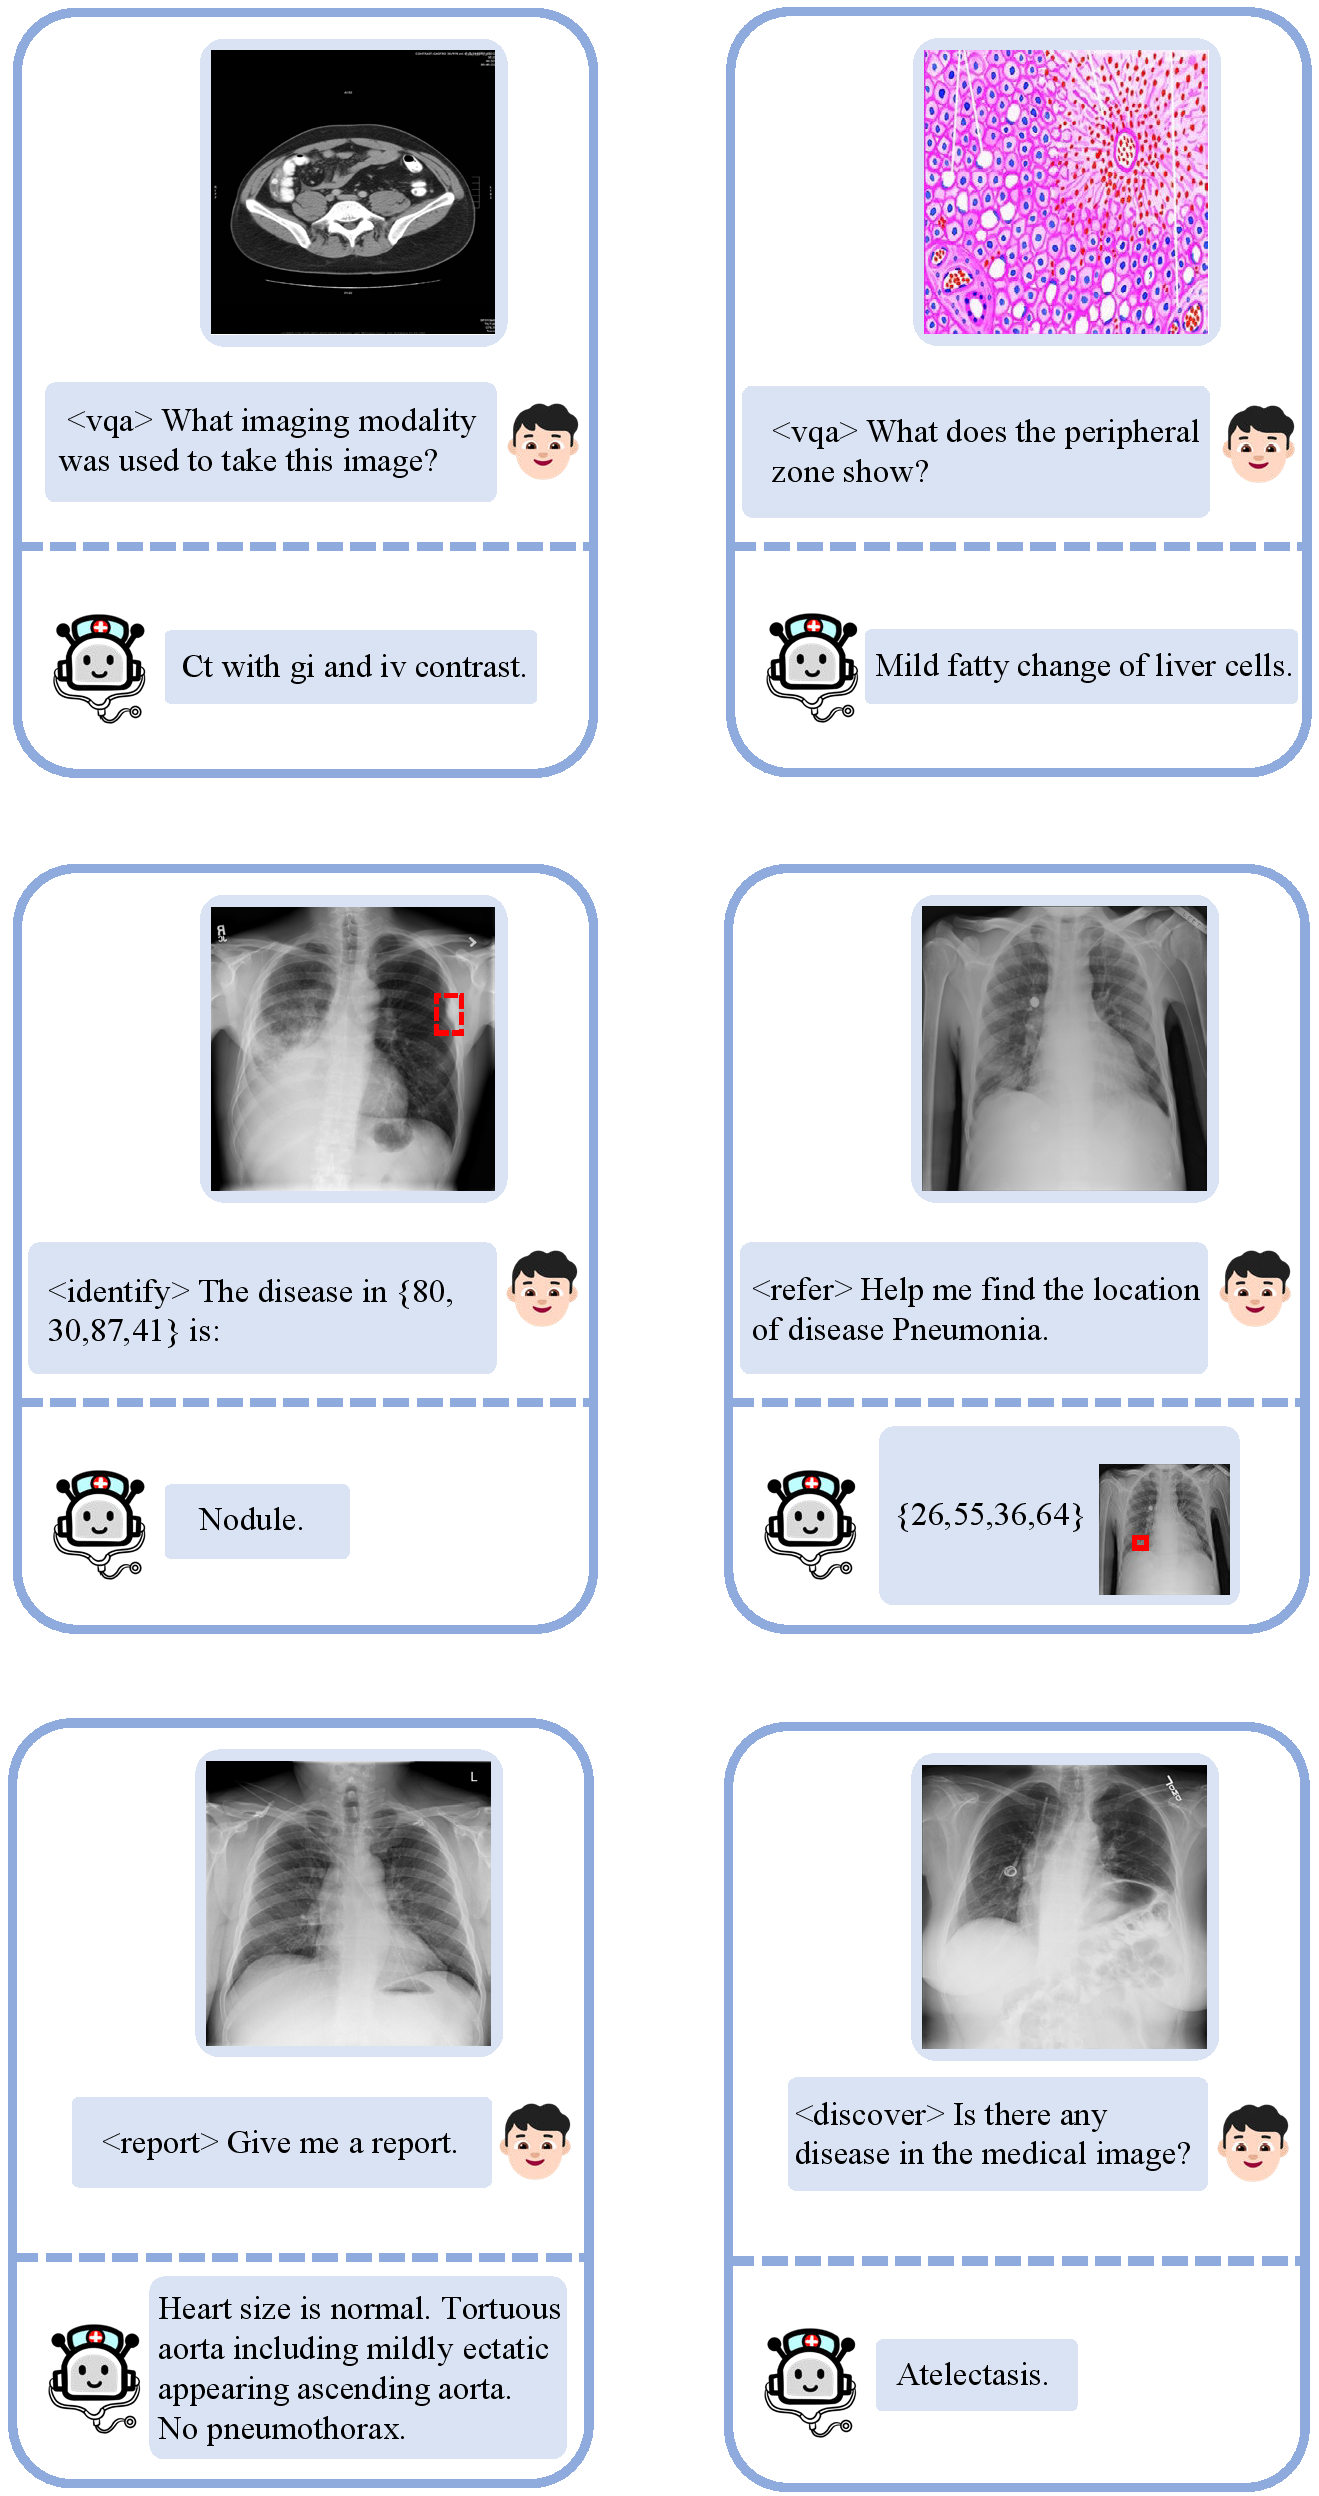 <vqa> What imaging modality
was used to take this image?
Ct with gi and iv contrast.
<vqa> What does the peripheral
zone show?
Mild fatty change of liver cells.
R
<identify> The disease in {80,
30,87,41} is:
Nodule.
<refer> Help me find the location
of disease Pneumonia.
{26,55,36,64}
L
<report> Give me a report.
Heart size is normal. Tortuous
aorta including mildly ectatic
appearing ascending aorta.
No pneumothorax.
<discover> Is there any
disease in the medical image?
Atelectasis.